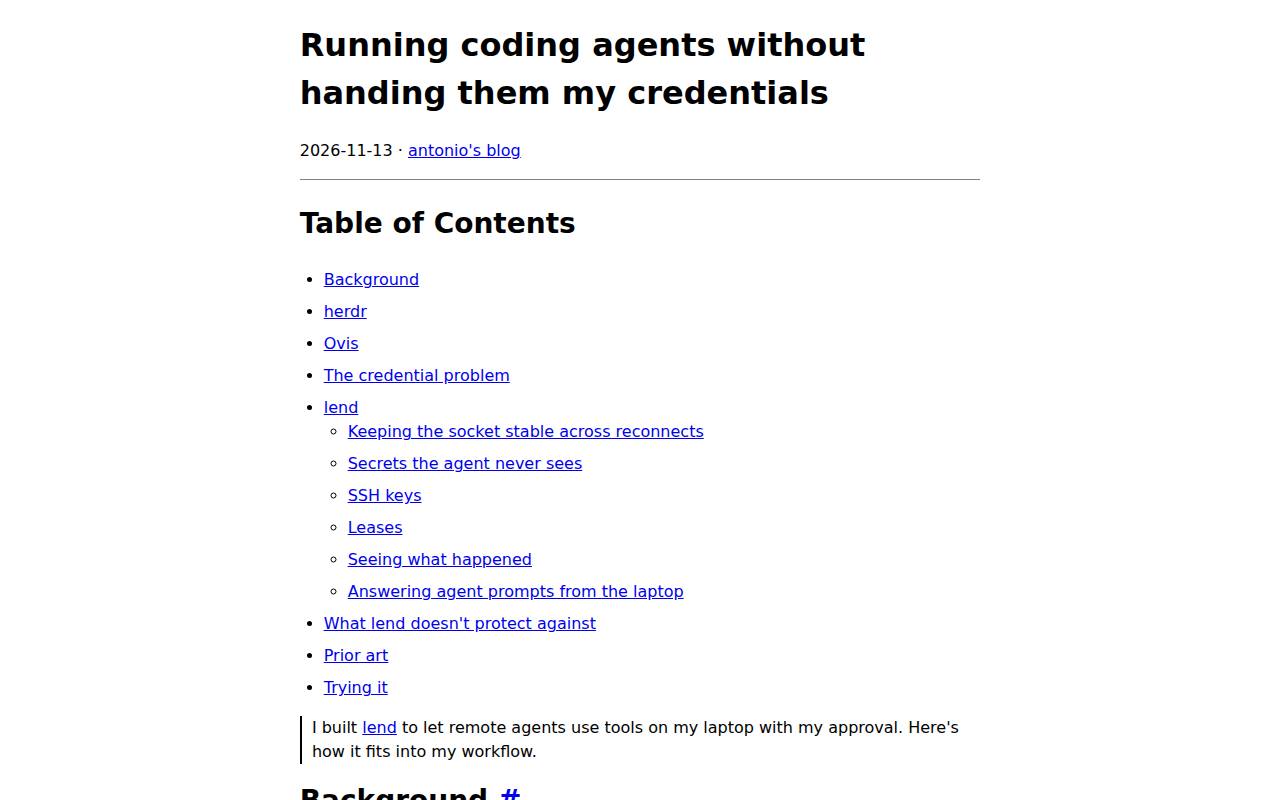 Running coding agents without
handing them my credentials
2026-11-13 · antonio's blog
Table of Contents
Background
herdr
Ovis
The credential problem
lend
Keeping the socket stable across reconnects
Secrets the agent never sees
SSH keys
Leases
Seeing what happened
Answering agent prompts from the laptop
What lend doesn't protect against
Prior art
Trying it
I built lend to let remote agents use tools on my laptop with my approval. Here's
how it fits into my workflow.
Background #